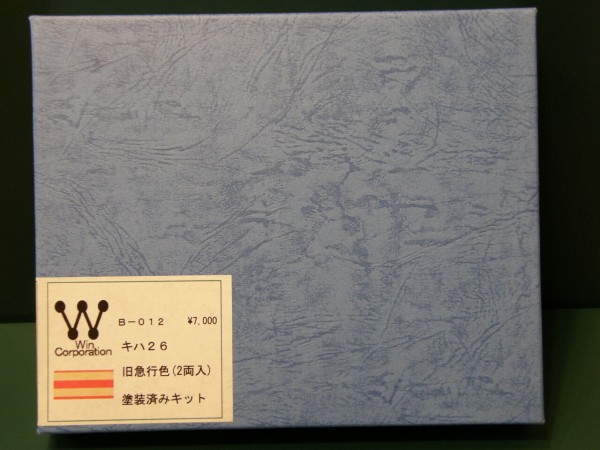 B-012 ¥7,000
Win
Corporation
キハ26
旧急行色(2両入)
塗装済みキット